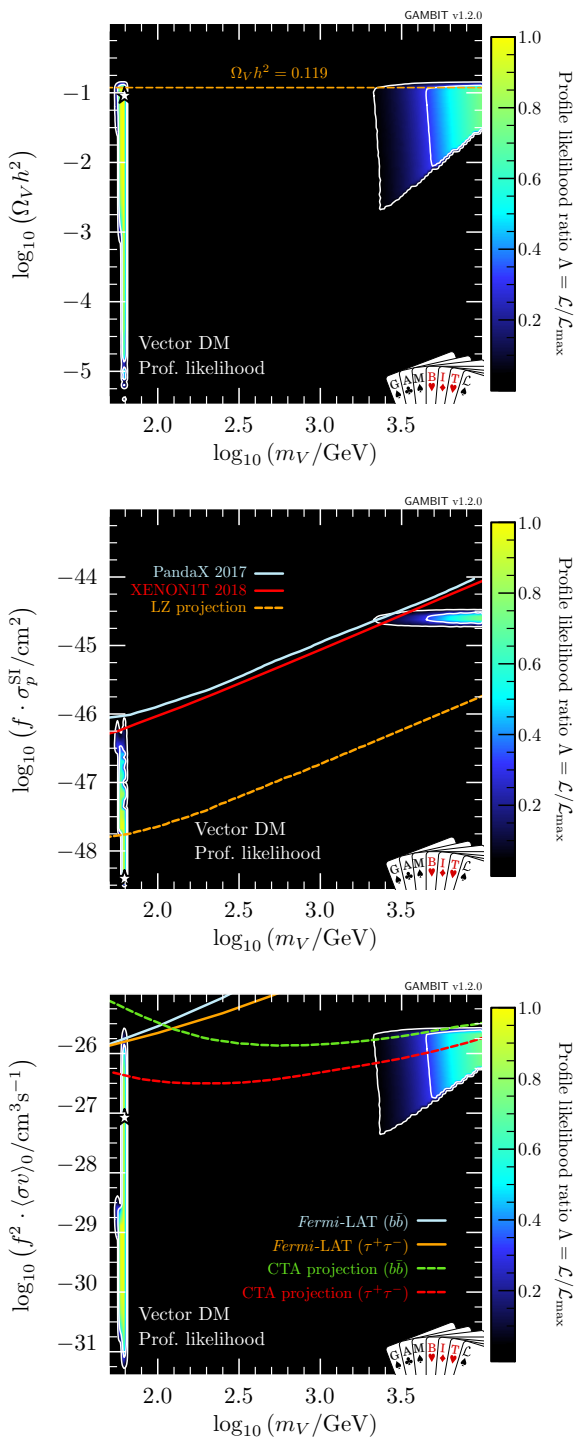 GAMBIT v1.2.0
Ω_V h² = 0.119
log₁₀ (Ω_V h²)
−1
−2
−3
−4
−5
Vector DM
Prof. likelihood
G A M B I T L
2.0 2.5 3.0 3.5
log₁₀ (m_V/GeV)
1.0
0.8
0.6
0.4
0.2
Profile likelihood ratio Λ = ℒ/ℒ_max
GAMBIT v1.2.0
PandaX 2017
XENON1T 2018
LZ projection
log₁₀ (f · σ_p^SI/cm²)
−44
−45
−46
−47
−48
Vector DM
Prof. likelihood
G A M B I T L
2.0 2.5 3.0 3.5
log₁₀ (m_V/GeV)
1.0
0.8
0.6
0.4
0.2
Profile likelihood ratio Λ = ℒ/ℒ_max
GAMBIT v1.2.0
log₁₀ (f² · ⟨σv⟩₀/cm³s⁻¹)
−26
−27
−28
−29
−30
−31
Fermi-LAT (bb̄)
Fermi-LAT (τ⁺τ⁻)
CTA projection (bb̄)
CTA projection (τ⁺τ⁻)
Vector DM
Prof. likelihood
G A M B I T L
2.0 2.5 3.0 3.5
log₁₀ (m_V/GeV)
1.0
0.8
0.6
0.4
0.2
Profile likelihood ratio Λ = ℒ/ℒ_max